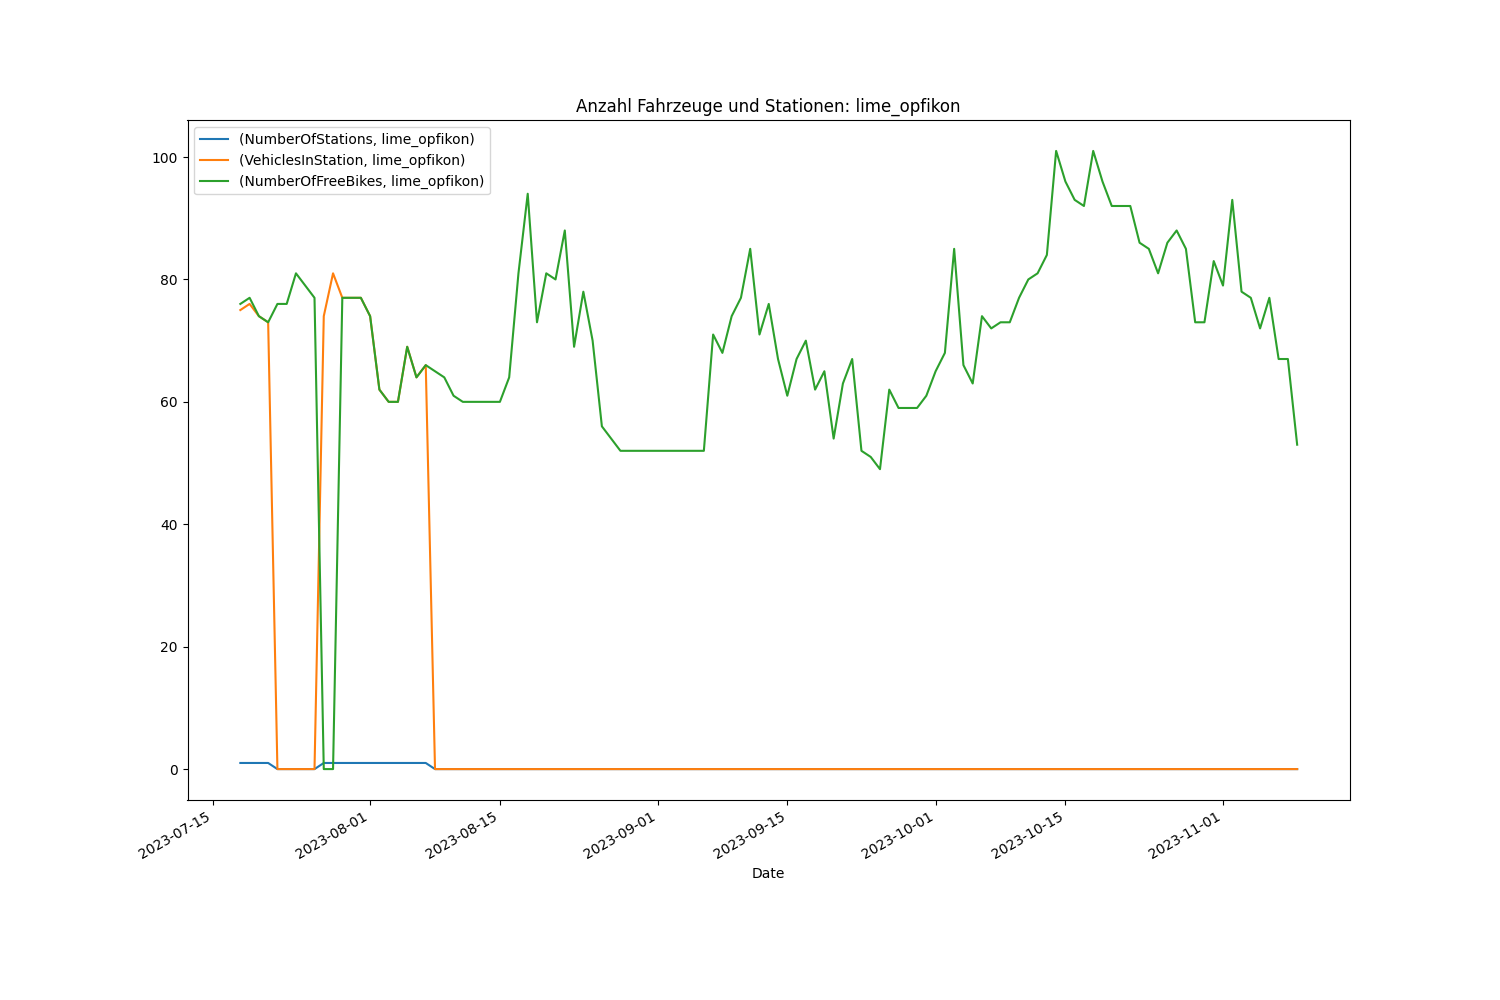 Anzahl Fahrzeuge und Stationen: lime_opfikon
(NumberOfStations, lime_opfikon)
(VehiclesInStation, lime_opfikon)
(NumberOfFreeBikes, lime_opfikon)
100
80
60
40
20
0
2023-07-15
2023-08-01
2023-08-15
2023-09-01
2023-09-15
2023-10-01
2023-10-15
2023-11-01
Date